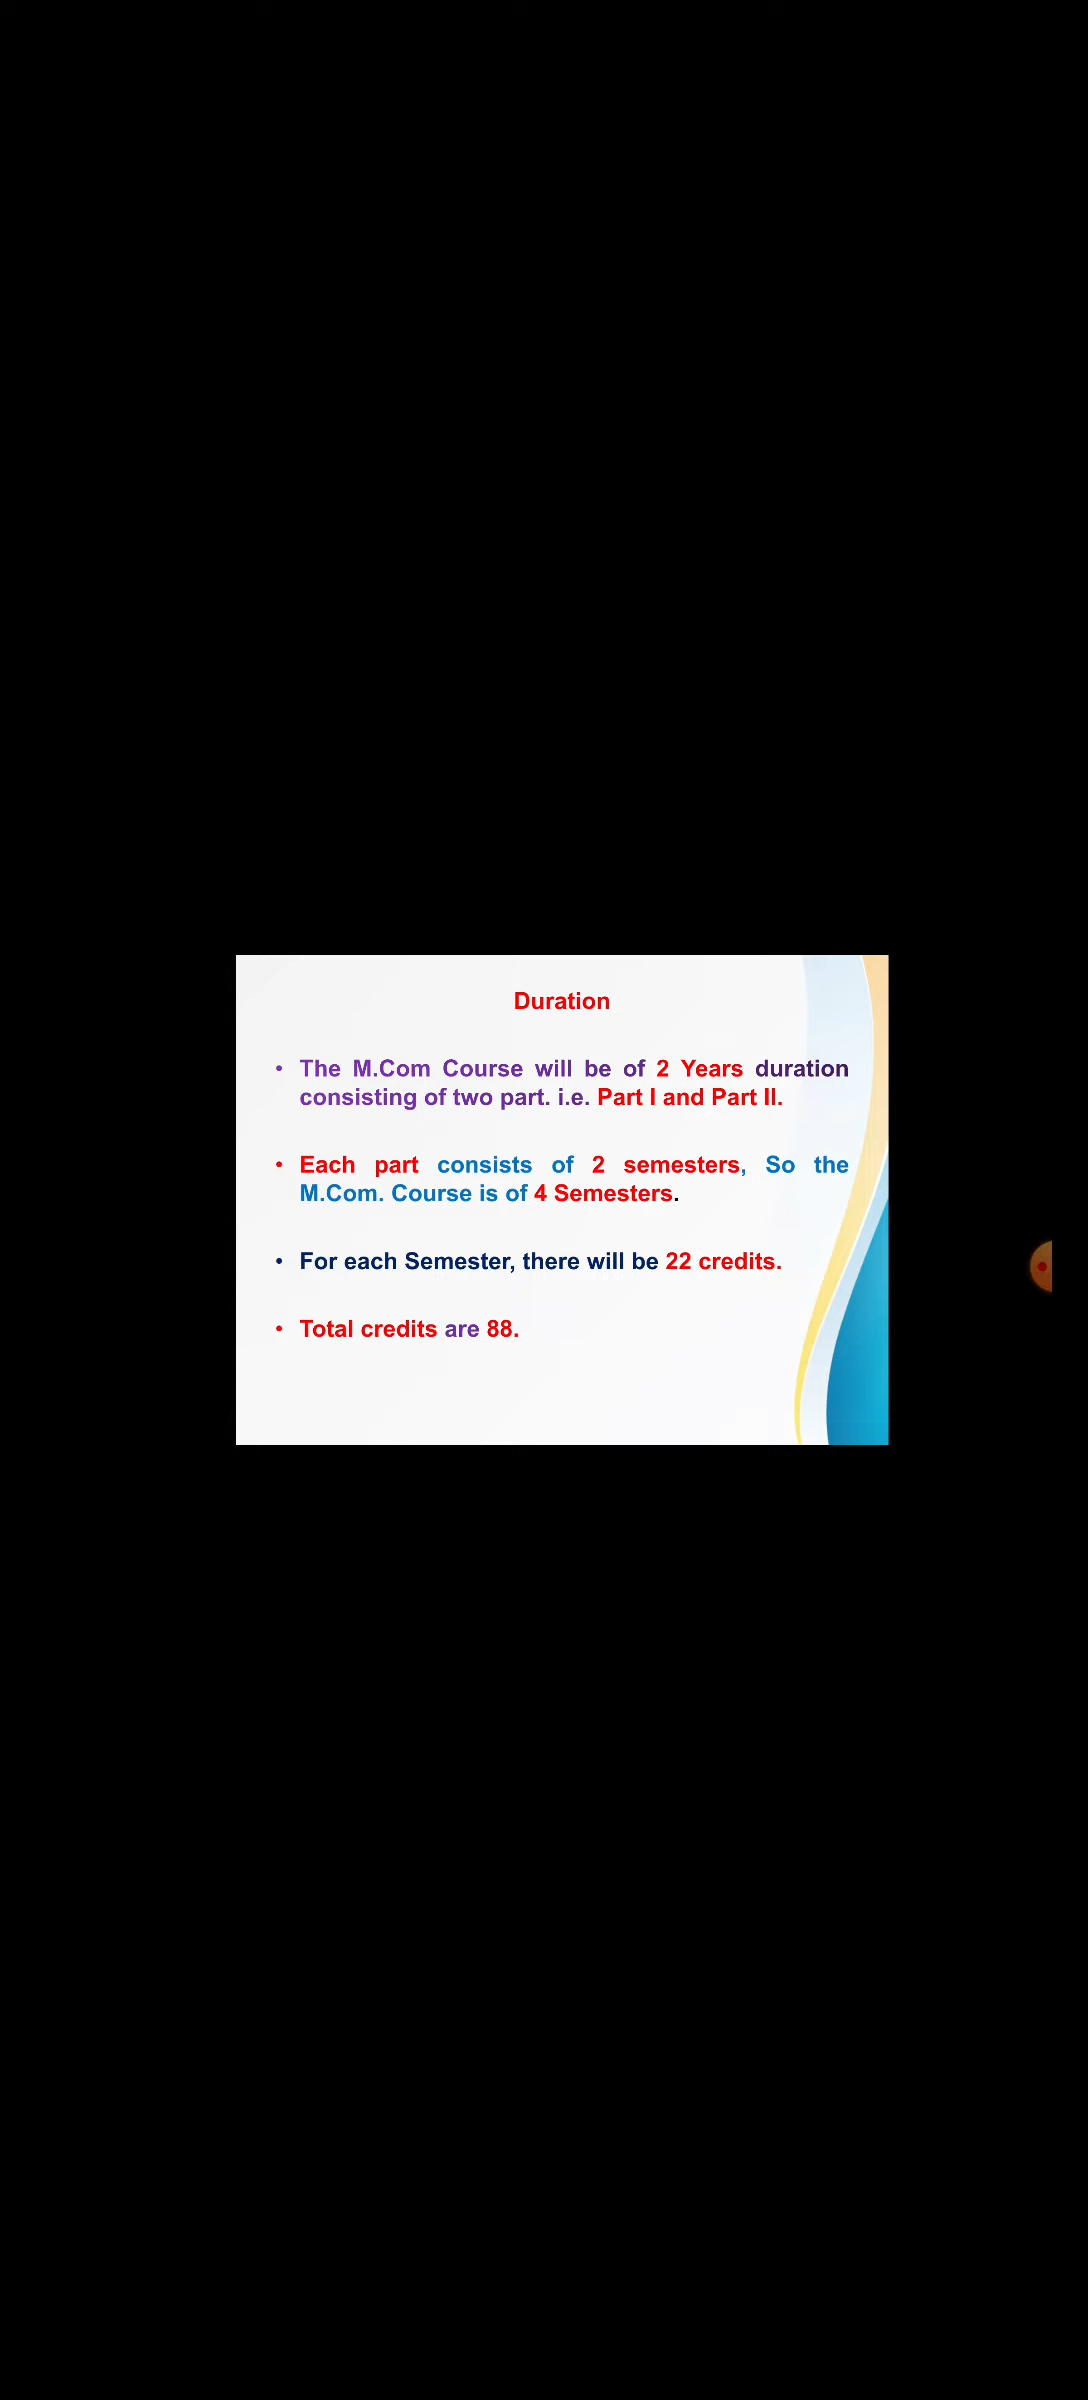 Duration
• The M.Com Course will be of 2 Years duration
consisting of two part. i.e. Part I and Part II.
• Each part consists of 2 semesters, So the
M.Com. Course is of 4 Semesters.
• For each Semester, there will be 22 credits.
• Total credits are 88.